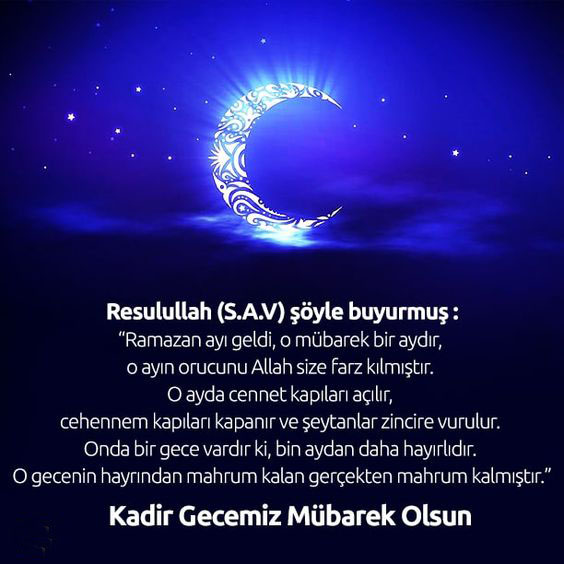 Resulullah (S.A.V) şöyle buyurmuş :
“Ramazan ayı geldi, o mübarek bir aydır,
o ayın orucunu Allah size farz kılmıştır.
O ayda cennet kapıları açılır,
cehennem kapıları kapanır ve şeytanlar zincire vurulur.
Onda bir gece vardır ki, bin aydan daha hayırlıdır.
O gecenin hayrından mahrum kalan gerçekten mahrum kalmıştır.”
Kadir Gecemiz Mübarek Olsun